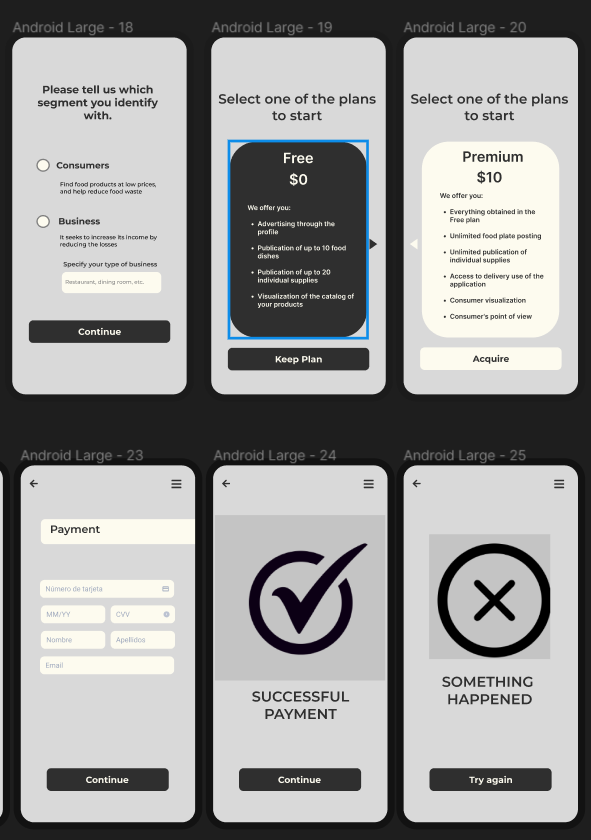 Android Large - 18
Please tell us which
segment you identify
with.
Consumers
Find food products at low prices,
and help reduce food waste
Business
It seeks to increase its income by
reducing the losses
Specify your type of business
Restaurant, dining room, etc.
Continue
Android Large - 19
Select one of the plans
to start
Free
$0
We offer you:
• Advertising through the
profile
• Publication of up to 10 food
dishes
• Publication of up to 20
individual supplies
• Visualization of the catalog of
your products
Keep Plan
Android Large - 20
Select one of the plans
to start
Premium
$10
We offer you:
• Everything obtained in the
Free plan
• Unlimited food plate posting
• Unlimited publication of
individual supplies
• Access to delivery use of the
application
• Consumer visualization
• Consumer's point of view
Acquire
Android Large - 23
Payment
Número de tarjeta
MM/YY
CVV
Nombre
Apellidos
Email
Continue
Android Large - 24
SUCCESSFUL
PAYMENT
Continue
Android Large - 25
SOMETHING
HAPPENED
Try again